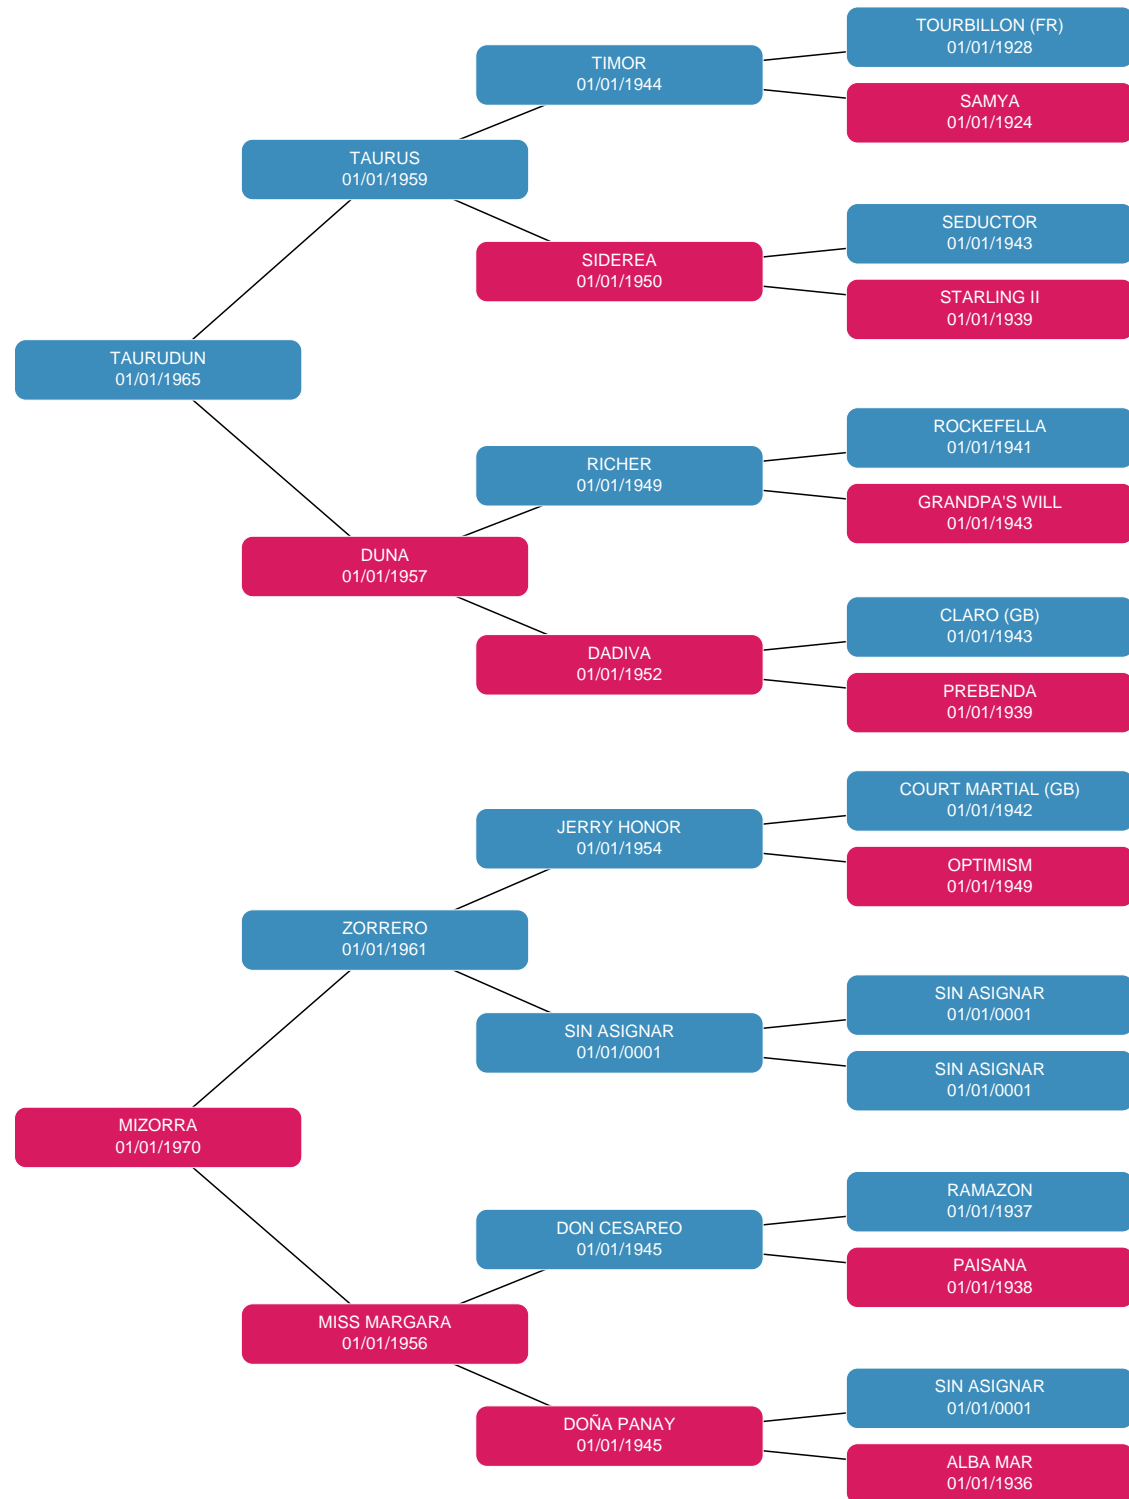 TOURBILLON (FR)
01/01/1928
TIMOR
01/01/1944
SAMYA
01/01/1924
TAURUS
01/01/1959
SEDUCTOR
01/01/1943
SIDEREA
01/01/1950
STARLING II
01/01/1939
TAURUDUN
01/01/1965
ROCKEFELLA
01/01/1941
RICHER
01/01/1949
GRANDPA'S WILL
01/01/1943
DUNA
01/01/1957
CLARO (GB)
01/01/1943
DADIVA
01/01/1952
PREBENDA
01/01/1939
COURT MARTIAL (GB)
01/01/1942
JERRY HONOR
01/01/1954
OPTIMISM
01/01/1949
ZORRERO
01/01/1961
SIN ASIGNAR
01/01/0001
SIN ASIGNAR
01/01/0001
SIN ASIGNAR
01/01/0001
MIZORRA
01/01/1970
RAMAZON
01/01/1937
DON CESAREO
01/01/1945
PAISANA
01/01/1938
MISS MARGARA
01/01/1956
SIN ASIGNAR
01/01/0001
DOÑA PANAY
01/01/1945
ALBA MAR
01/01/1936